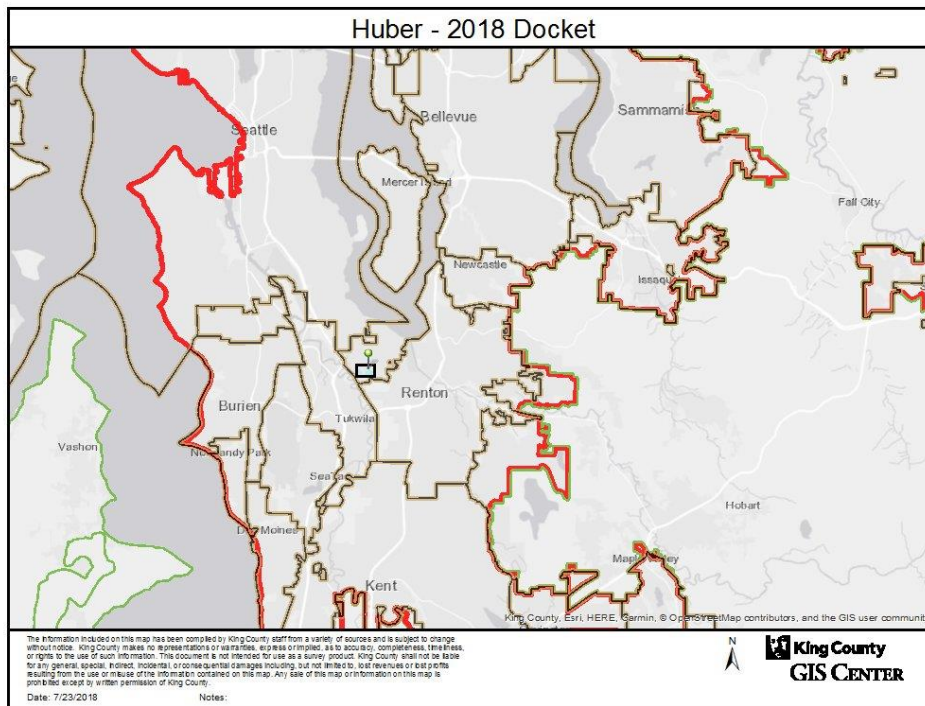 Huber - 2018 Docket
Seattle
Bellevue
Sammamish
Mercer Island
Fall City
Newcastle
Issaquah
Renton
Burien
Tukwila
Vashon
Normandy Park
SeaTac
Hobart
Des Moines
Maple Valley
Kent
King County, Esri, HERE, Garmin, © OpenStreetMap contributors, and the GIS user communit
The information included on this map has been compiled by King County staff from a variety of sources and is subject to change
without notice. King County makes no representations or warranties, express or implied, as to accuracy, completeness, timeliness,
or rights to the use of such information. This document is not intended for use as a survey product. King County shall not be liable
for any general, special, indirect, incidental, or consequential damages including, but not limited to, lost revenues or lost profits
resulting from the use or misuse of the information contained on this map. Any sale of this map or information on this map is
prohibited except by written permission of King County.
Date: 7/23/2018 Notes:
N
King County
GIS CENTER